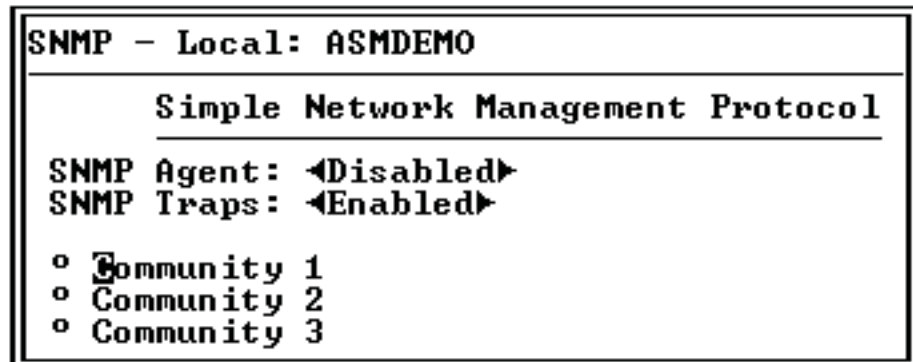 SNMP - Local: ASMDEMO
Simple Network Management Protocol
SNMP Agent: ◄Disabled►
SNMP Traps: ◄Enabled►
º Community 1
º Community 2
º Community 3